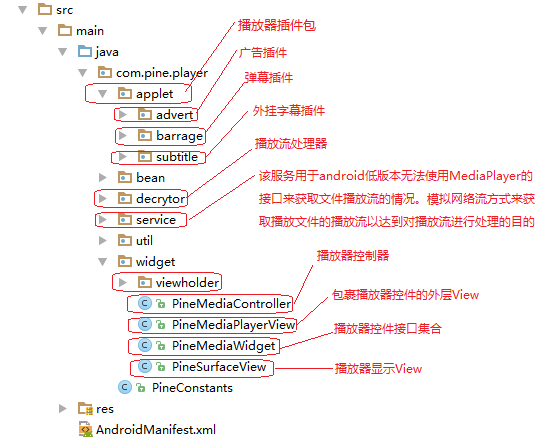 src
main
播放器插件包
java
广告插件
com.pine.player
弹幕插件
applet
外挂字幕插件
advert
barrage
播放流处理器
subtitle
该服务用于android低版本无法使用MediaPlayer的
bean
接口来获取文件播放流的情况。模拟网络流方式来获
decrytor
取播放文件的播放流以达到对播放流进行处理的目的
service
util
播放器控制器
widget
viewholder
包裹播放器控件的外层View
PineMediaController
PineMediaPlayerView
播放器控件接口集合
PineMediaWidget
PineSurfaceView
播放器显示View
PineConstants
res
AndroidManifest.xml